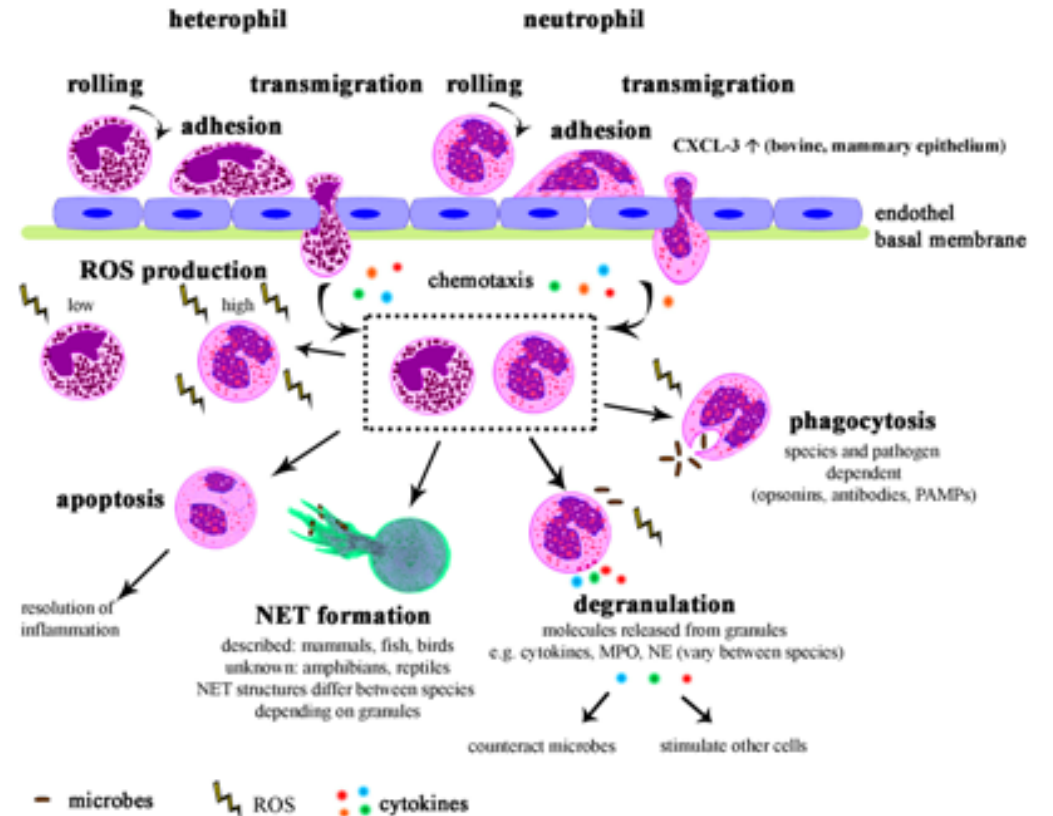 heterophil
neutrophil
rolling
transmigration
rolling
transmigration
adhesion
adhesion
CXCL-3 ↑ (bovine, mammary epithelium)
endothel
basal membrane
ROS production
chemotaxis
low
high
phagocytosis
species and pathogen
dependent
(opsonins, antibodies, PAMPs)
apoptosis
resolution of
inflammation
NET formation
described: mammals, fish, birds
unknown: amphibians, reptiles
NET structures differ between species
depending on granules
degranulation
molecules released from granules
e.g. cytokines, MPO, NE (vary between species)
counteract microbes
stimulate other cells
microbes
ROS
cytokines